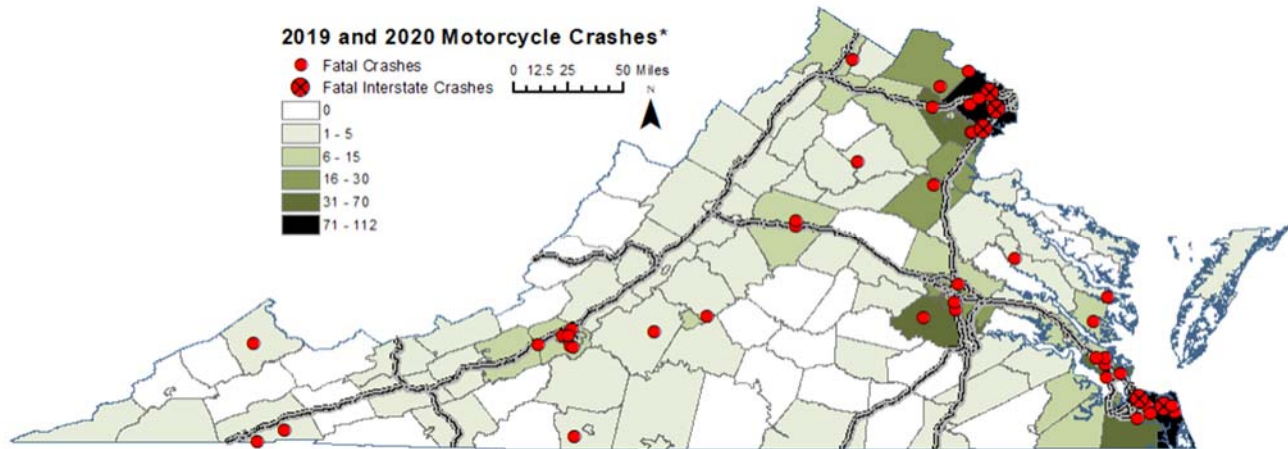 2019 and 2020 Motorcycle Crashes*
Fatal Crashes
0 12.5 25 50 Miles
Fatal Interstate Crashes
N
0
1 - 5
6 - 15
16 - 30
31 - 70
71 - 112